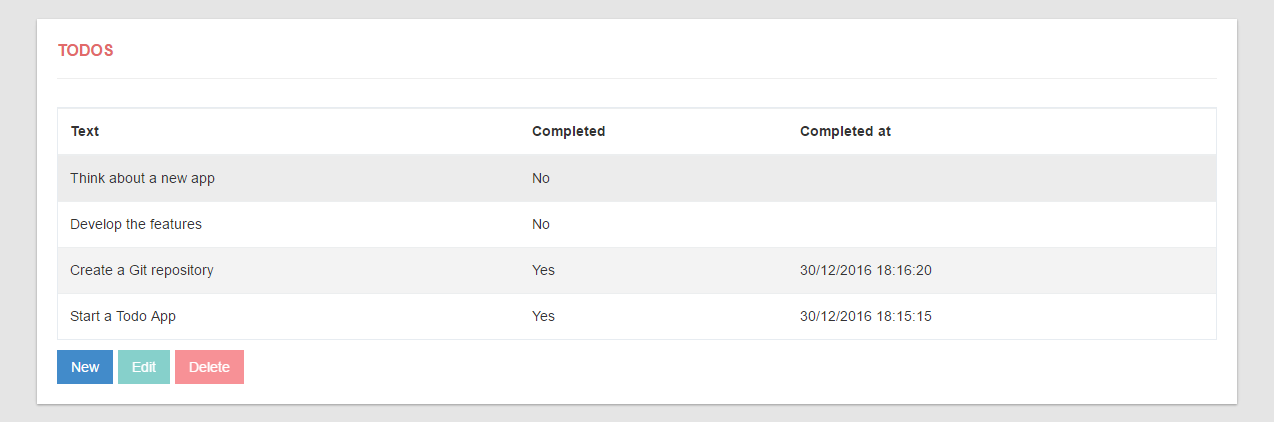 TODOS
Text Completed Completed at
Think about a new app No
Develop the features No
Create a Git repository Yes 30/12/2016 18:16:20
Start a Todo App Yes 30/12/2016 18:15:15
New Edit Delete